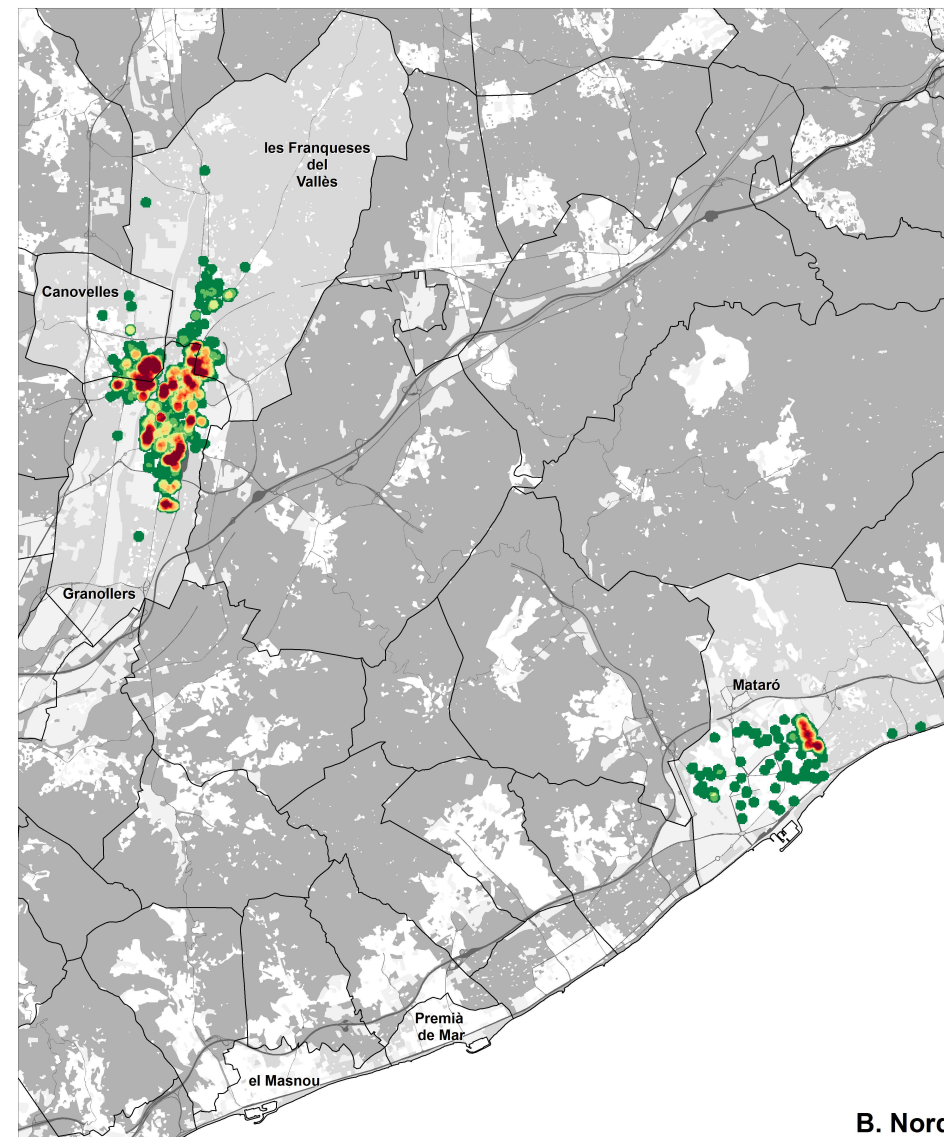 les Franqueses
del
Vallès
Canovelles
Granollers
Mataró
Premià
de Mar
el Masnou
B. Nord